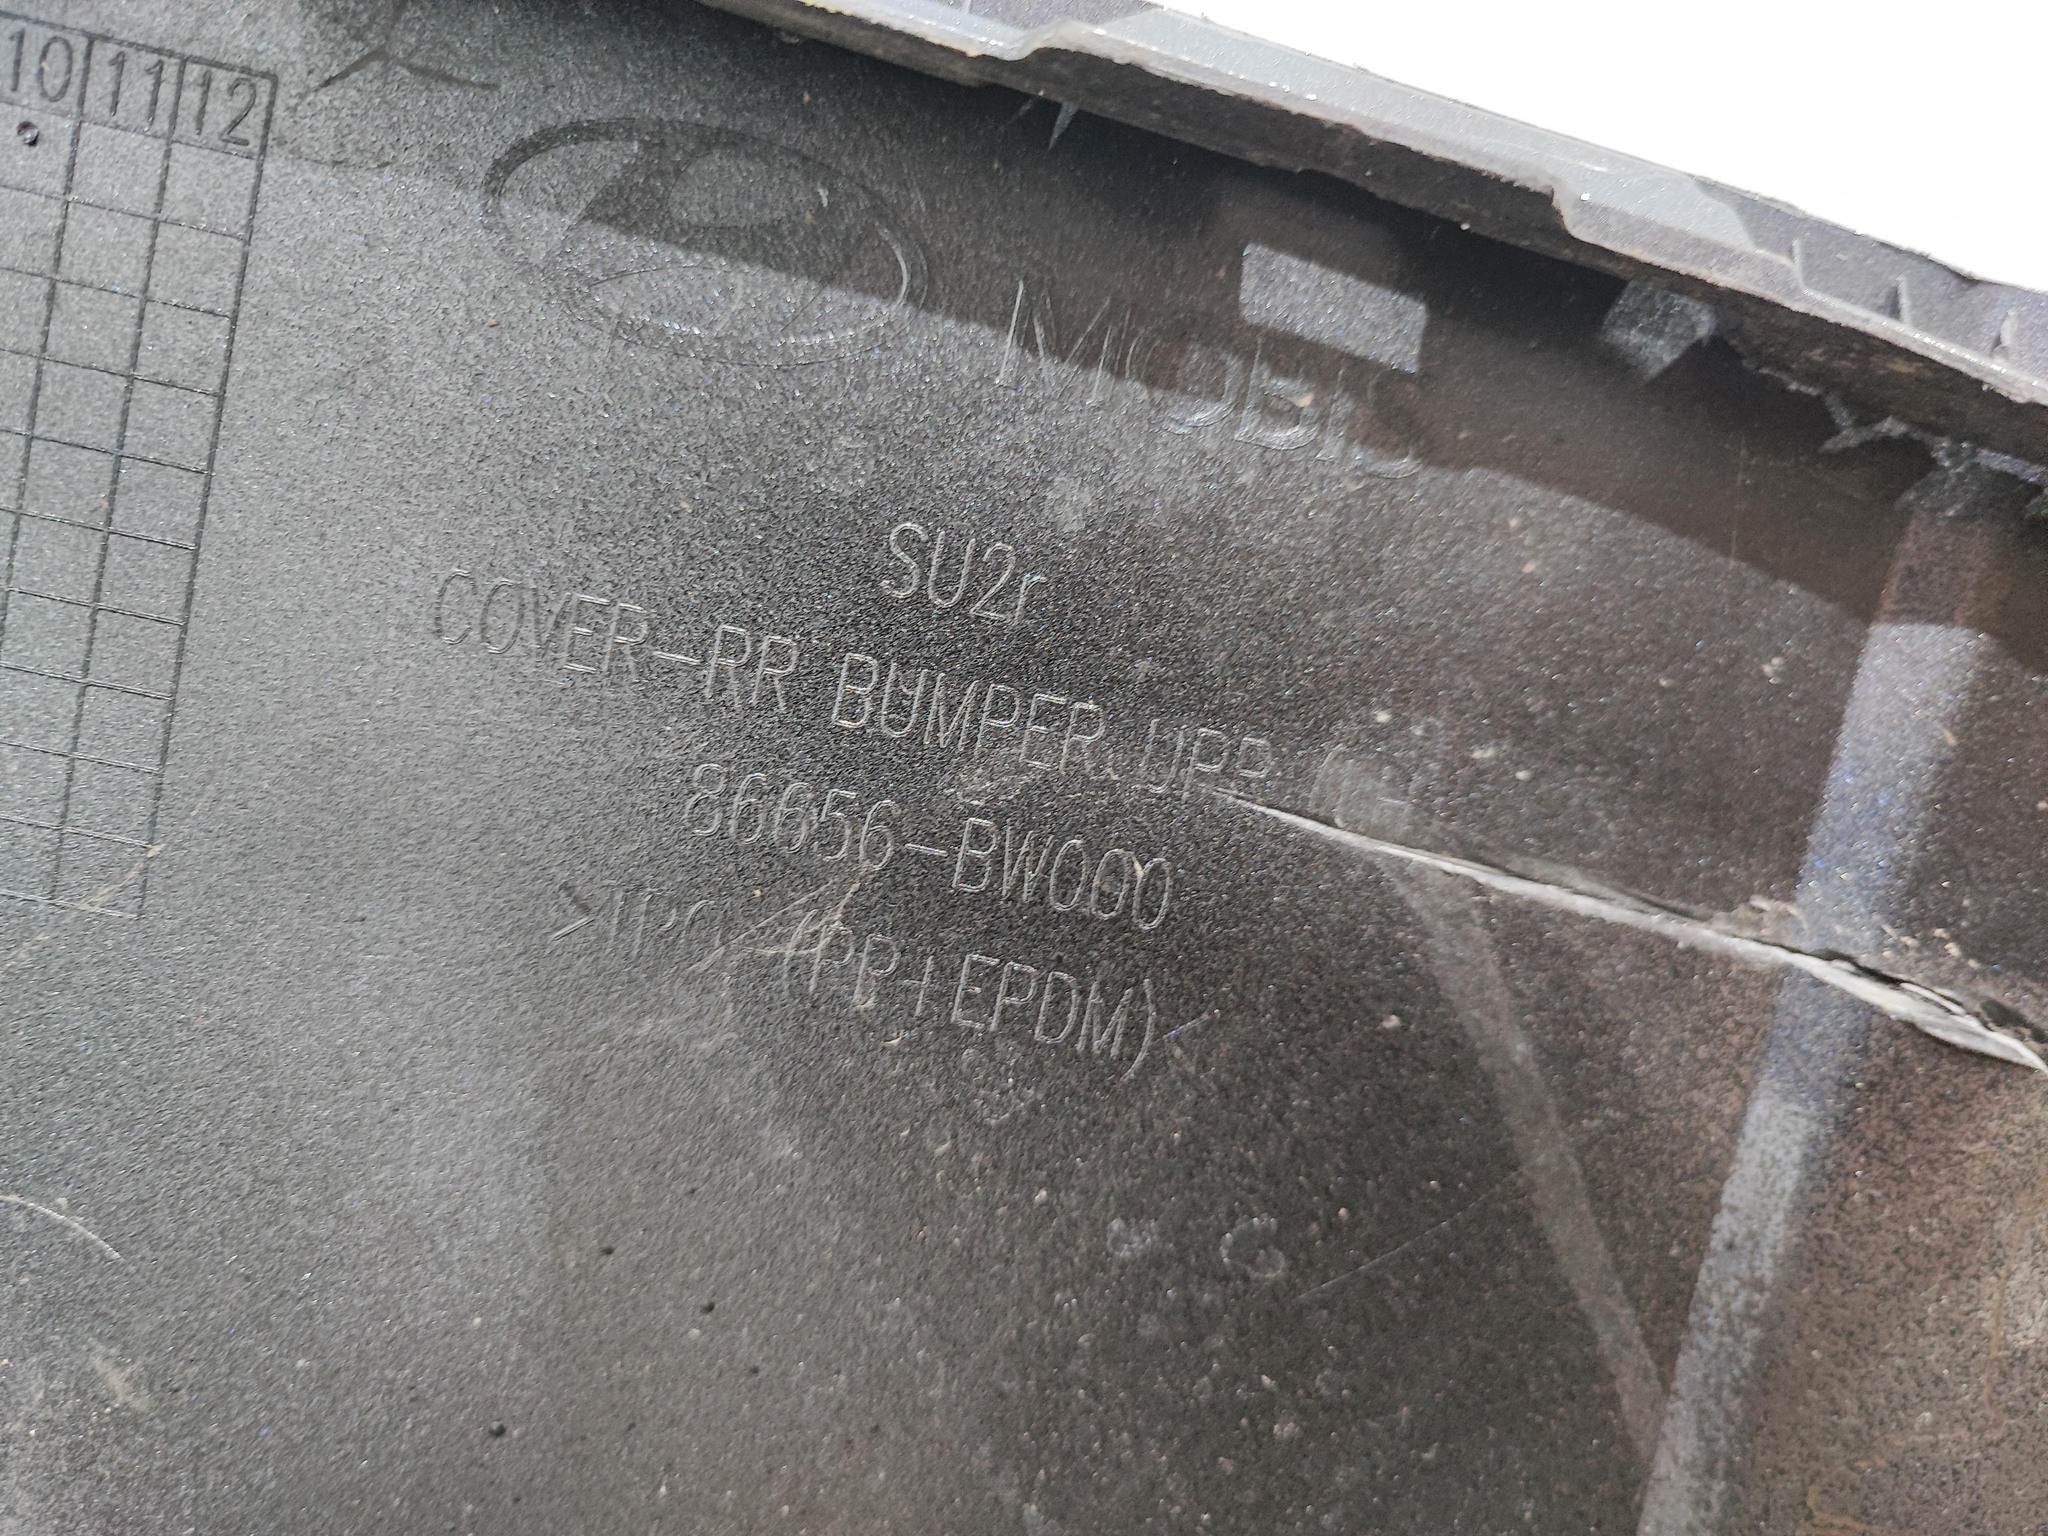 10 11 12
MOBIS
SU2r
COVER-RR BUMPER UPR
86656-BW000
(PP+EPDM)